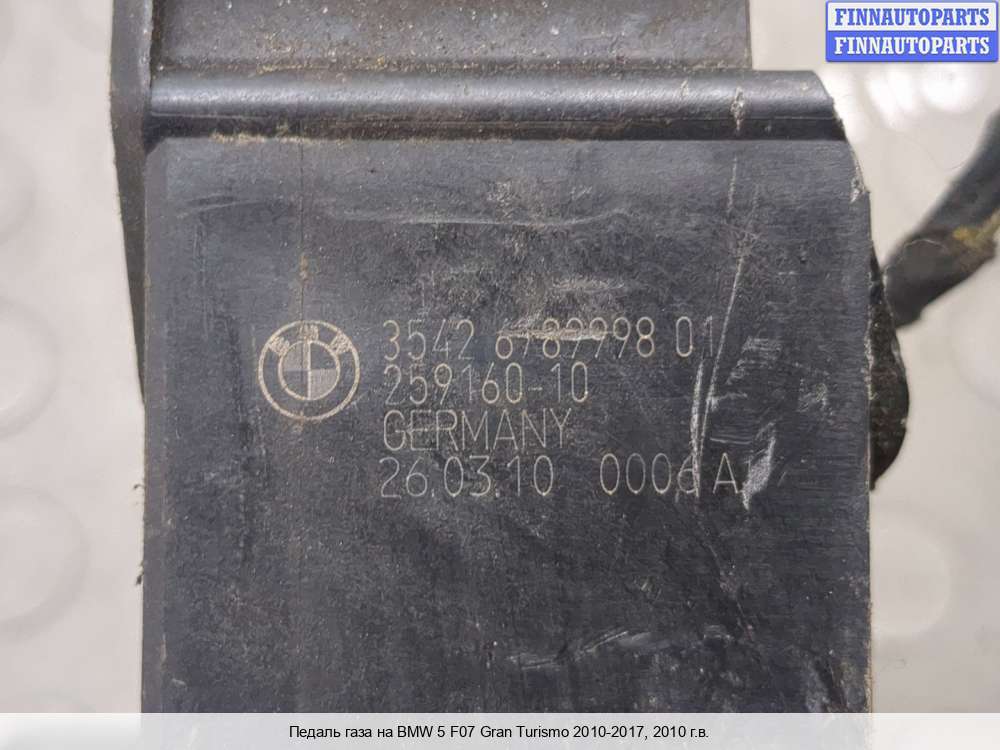 FINNAUTOPARTS
FINNAUTOPARTS
BMW
3542 6789998 01
259160-10
GERMANY
26.03.10 0006 A
Педаль газа на BMW 5 F07 Gran Turismo 2010-2017, 2010 г.в.